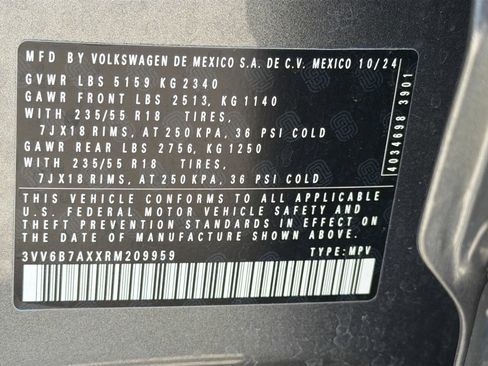 MFD BY VOLKSWAGEN DE MEXICO S.A. DE C.V. MEXICO 10/24
GVWR LBS 5159 KG 2340
GAWR FRONT LBS 2513, KG 1140
WITH 235/55 R18 TIRES,
7JX18 RIMS, AT 250 KPA, 36 PSI COLD
GAWR REAR LBS 2756, KG 1250
WITH 235/55 R18 TIRES,
7JX18 RIMS, AT 250 KPA, 36 PSI COLD
THIS VEHICLE CONFORMS TO ALL APPLICABLE
U.S. FEDERAL MOTOR VEHICLE SAFETY AND
THEFT PREVENTION STANDARDS IN EFFECT ON
THE DATE OF MANUFACTURE SHOWN ABOVE.
3VV6B7AXXRM209959 TYPE: MPV
4034698 3901